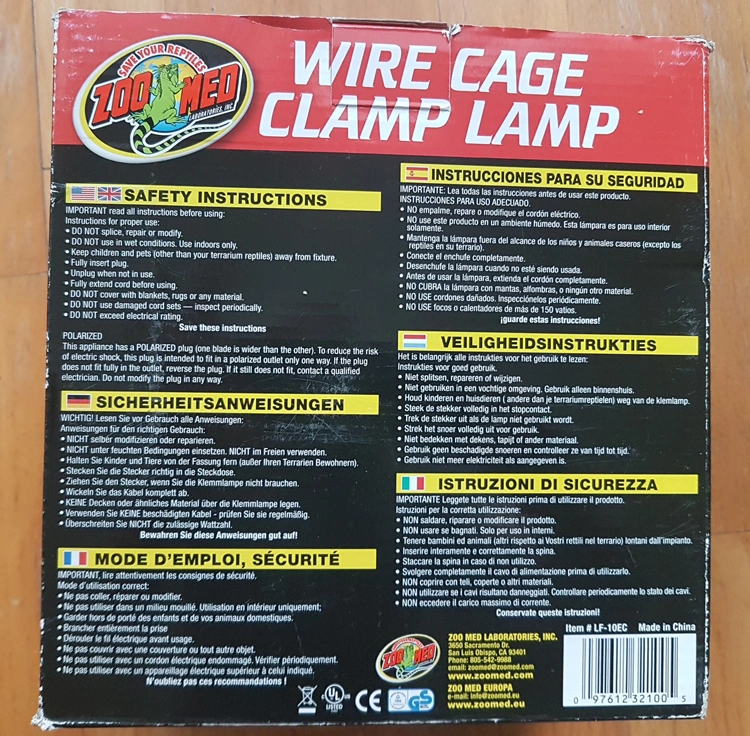 SAVE YOUR REPTILES
ZOO MED
LABORATORIES, INC.
WIRE CAGE
CLAMP LAMP
SAFETY INSTRUCTIONS
IMPORTANT read all instructions before using:
Instructions for proper use:
• DO NOT splice, repair or modify.
• DO NOT use in wet conditions. Use indoors only.
• Keep children and pets (other than your terrarium reptiles) away from fixture.
• Fully insert plug.
• Unplug when not in use.
• Fully extend cord before using.
• DO NOT cover with blankets, rugs or any material.
• DO NOT use damaged cord sets — inspect periodically.
• DO NOT exceed electrical rating.
Save these instructions
POLARIZED
This appliance has a POLARIZED plug (one blade is wider than the other). To reduce the risk
of electric shock, this plug is intended to fit in a polarized outlet only one way. If the plug
does not fit fully in the outlet, reverse the plug. If it still does not fit, contact a qualified
electrician. Do not modify the plug in any way.
SICHERHEITSANWEISUNGEN
WICHTIG! Lesen Sie vor Gebrauch alle Anweisungen:
Anweisungen für den richtigen Gebrauch:
• NICHT selbér modifizieren oder reparieren.
• NICHT unter feuchten Bedingungen einsetzen. NICHT im Freien verwenden.
• Halten Sie Kinder und Tiere von der Fassung fern (außer Ihren Terrarien Bewohnern).
• Stecken Sie die Stecker richtig in die Steckdose.
• Ziehen Sie den Stecker, wenn Sie die Klemmlampe nicht brauchen.
• Wickeln Sie das Kabel komplett ab.
• KEINE Decken oder ähnliches Material über die Klemmlampe legen.
• Verwenden Sie KEINE beschädigten Kabel - prüfen Sie sie regelmäßig.
• Überschreiten Sie NICHT die zulässige Wattzahl.
Bewahren Sie diese Anweisungen gut auf!
MODE D'EMPLOI, SÉCURITÉ
IMPORTANT, lire attentivement les consignes de sécurité.
Mode d'utilisation correct:
• Ne pas coller, réparer ou modifier.
• Ne pas utiliser dans un milieu mouillé. Utilisation en intérieur uniquement;
• Garder hors de porté des enfants et de vos animaux domestiques.
• Brancher entièrement la prise
• Dérouler le fil électrique avant usage.
• Ne pas couvrir avec une couverture ou tout autre objet.
• Ne pas utiliser avec un cordon électrique endommagé. Vérifier périodiquement.
• Ne pas utiliser avec un appareillage électrique supérieur à celui indiqué.
N'oubliez pas ces recommandations !
INSTRUCCIONES PARA SU SEGURIDAD
IMPORTANTE: Lea todas las instrucciones antes de usar este producto.
INSTRUCCIONES PARA USO ADECUADO.
• NO empalme, repare o modifique el cordón eléctrico.
• NO use este producto en un ambiente húmedo. Esta lámpara es para uso interior
solamente.
• Mantenga la lámpara fuera del alcance de los niños y animales caseros (excepto los
reptiles en su terrario).
• Conecte el enchufe completamente.
• Desenchufe la lámpara cuando no esté siendo usada.
• Antes de usar la lámpara, extienda el cordón completamente.
• NO CUBRA la lámpara con mantas, alfombras, o ningún otro material.
• NO USE cordones dañados. Inspecciónelos periódicamente.
• NO USE focos o calentadores de más de 150 vatios.
¡guarde estas instrucciones!
VEILIGHEIDSINSTRUKTIES
Het is belangrijk alle instrukties voor het gebruik te lezen:
Instrukties voor goed gebruik.
• Niet splitsen, repareren of wijzigen.
• Niet gebruiken in een vochtige omgeving. Gebruik alleen binnenshuis.
• Houd kinderen en huisdieren ( andere dan je terrariumreptielen) weg van de klemlamp.
• Steek de stekker volledig in het stopcontact.
• Trek de stekker uit als de lamp niet gebruikt wordt.
• Strek het snoer volledig uit voor gebruik.
• Niet bedekken met dekens, tapijt of ander materiaal.
• Gebruik geen beschadigde snoeren en controleer ze van tijd tot tijd.
• Gebruik niet meer elektriciteit als aangegeven is.
ISTRUZIONI DI SICUREZZA
IMPORTANTE Leggete tutte le istruzioni prima di utilizzare il prodotto.
Istruzioni per la corretta utilizzazione:
• NON saldare, riparare o modificare il prodotto.
• NON usare se bagnati. Solo per uso in interni.
• Tenere bambini ed animali (altri rispetto ai Vostri rettili nel terrario) lontani dall'impianto.
• Inserire interamente e correttamente la spina.
• Staccare la spina in caso di non utilizzo.
• Svolgere completamente il cavo di alimentazione prima di utilizzarlo.
• NON coprire con teli, coperte o altri materiali.
• NON utilizzare se i cavi risultano danneggiati. Controllare periodicamente lo stato dei cavi.
• NON eccedere il carico massimo di corrente.
Conservate queste istruzioni!
Item # LF-10EC Made in China
ZOO MED
ZOO MED LABORATORIES, INC.
3650 Sacramento Dr.
San Luis Obispo, CA 93401
Phone: 805-542-9988
email: zoomed@zoomed.com
www.zoomed.com
ZOO MED EUROPA
e-mail: info@zoomed.eu
www.zoomed.eu
UL
LISTED
CE
GS
0 97612 32100 5